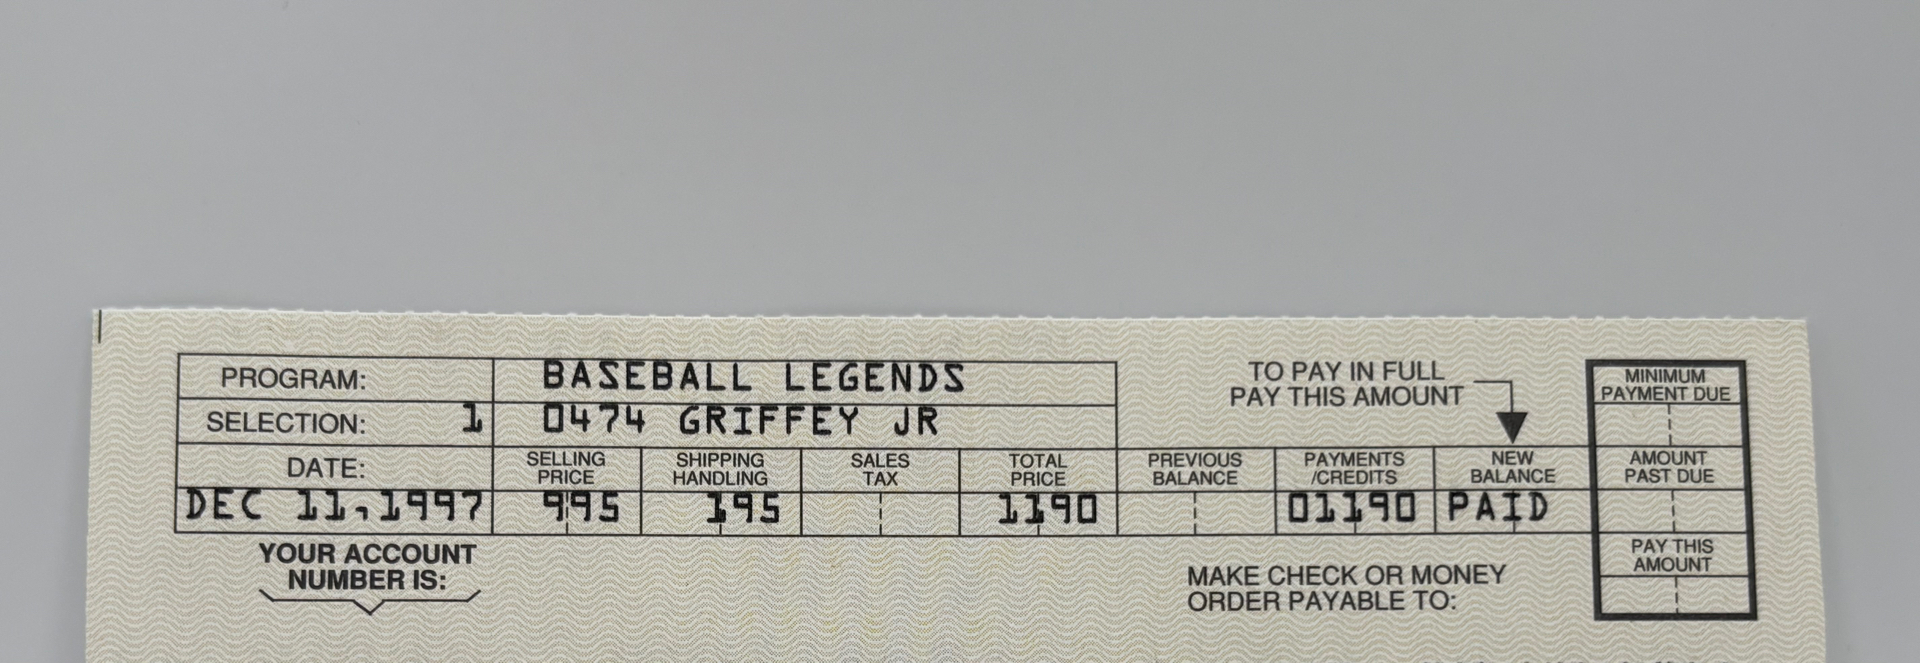 PROGRAM: BASEBALL LEGENDS
SELECTION: 1 0474 GRIFFEY JR
TO PAY IN FULL
PAY THIS AMOUNT
MINIMUM
PAYMENT DUE
DATE:
SELLING
PRICE
SHIPPING
HANDLING
SALES
TAX
TOTAL
PRICE
PREVIOUS
BALANCE
PAYMENTS
/CREDITS
NEW
BALANCE
AMOUNT
PAST DUE
DEC 11,1997 995 195 1190 01190 PAID
YOUR ACCOUNT
NUMBER IS:
MAKE CHECK OR MONEY
ORDER PAYABLE TO:
PAY THIS
AMOUNT